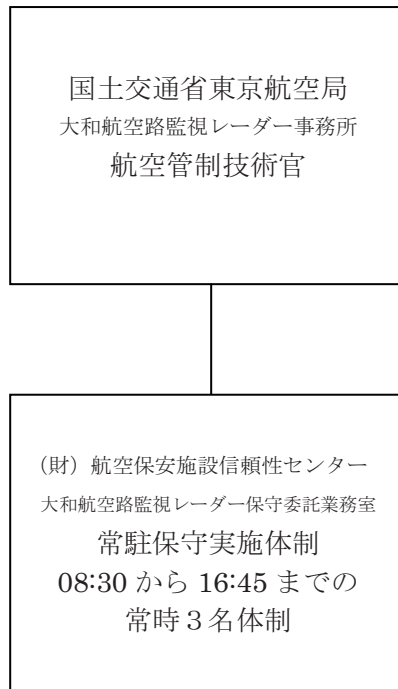 国土交通省東京航空局
大和航空路監視レーダー事務所
航空管制技術官
（財）航空保安施設信頼性センター
大和航空路監視レーダー保守委託業務室
常駐保守実施体制
08:30 から 16:45 までの
常時３名体制